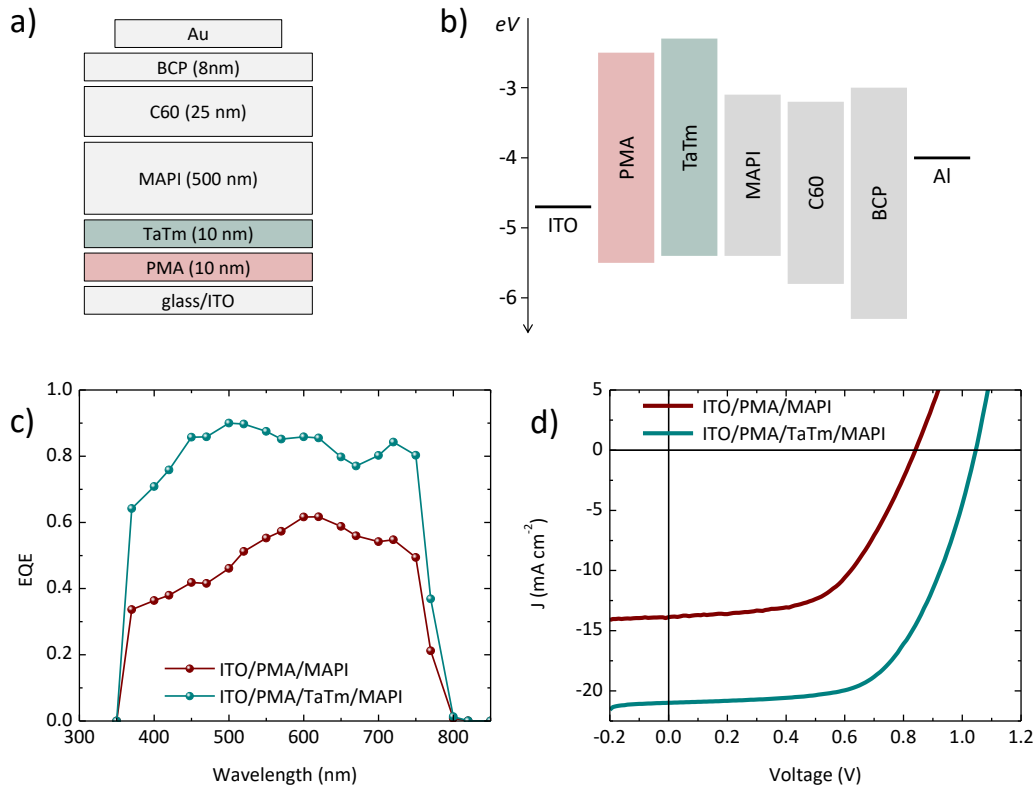 a)
Au
BCP (8nm)
C60 (25 nm)
MAPI (500 nm)
TaTm (10 nm)
PMA (10 nm)
glass/ITO
b)
eV
-3
-4
-5
-6
ITO
PMA
TaTm
MAPI
C60
BCP
Al
c)
1.0
0.8
0.6
0.4
0.2
0.0
EQE
ITO/PMA/MAPI
ITO/PMA/TaTm/MAPI
300 400 500 600 700 800
Wavelength (nm)
d)
5
0
-5
-10
-15
-20
J (mA cm-2)
ITO/PMA/MAPI
ITO/PMA/TaTm/MAPI
-0.2 0.0 0.2 0.4 0.6 0.8 1.0 1.2
Voltage (V)